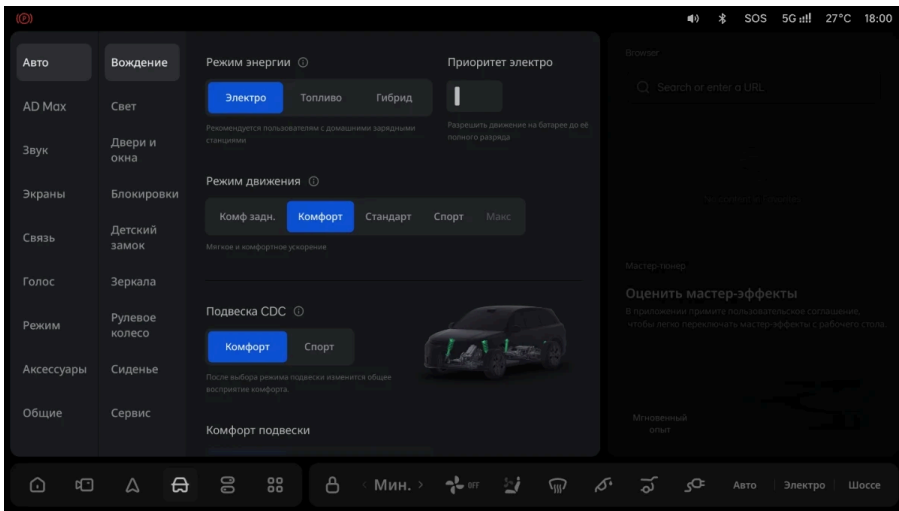 SOS 5G 27°C 18:00
Авто
AD Max
Звук
Экраны
Связь
Голос
Режим
Аксессуары
Общие
Вождение
Свет
Двери и
окна
Блокировки
Детский
замок
Зеркала
Рулевое
колесо
Сиденье
Сервис
Режим энергии
Электро Топливо Гибрид
Рекомендуется пользователям с домашними зарядными
станциями
Приоритет электро
Разрешить движение на батарее до её
полного разряда
Режим движения
Комф задн. Комфорт Стандарт Спорт Макс
Мягкое и комфортное ускорение
Подвеска CDC
Комфорт Спорт
После выбора режима подвески изменится общее
восприятие комфорта.
Комфорт подвески
Browser
Search or enter a URL
Мастер-тюнер
Оценить мастер-эффекты
В приложении примите пользовательское соглашение,
чтобы легко переключать мастер-эффекты с рабочего стола.
Мгновенный
опыт
Мин. OFF Авто Электро Шоссе